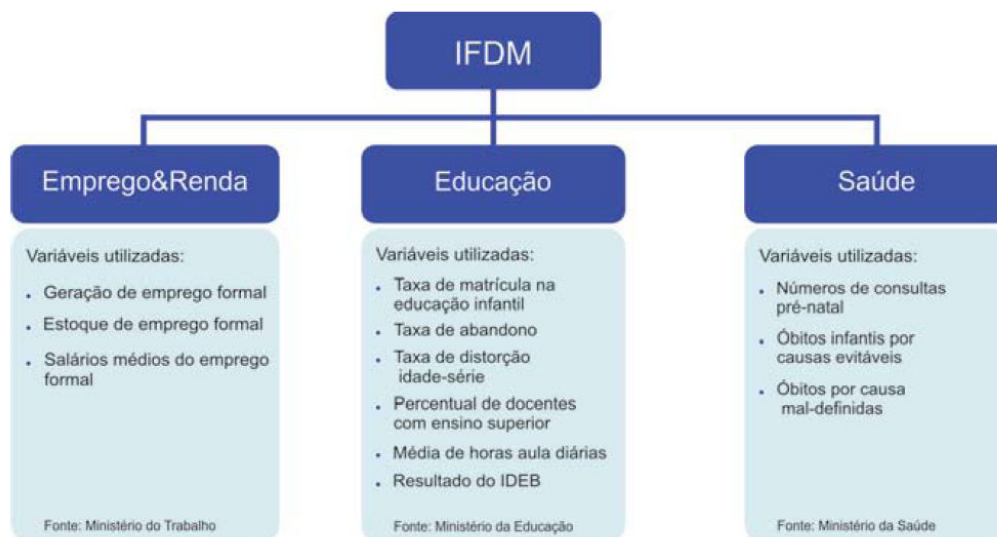 IFDM
Emprego&Renda
Variáveis utilizadas:
• Geração de emprego formal
• Estoque de emprego formal
• Salários médios do emprego
formal
Fonte: Ministério do Trabalho
Educação
Variáveis utilizadas:
• Taxa de matrícula na
educação infantil
• Taxa de abandono
• Taxa de distorção
idade-série
• Percentual de docentes
com ensino superior
• Média de horas aula diárias
• Resultado do IDEB
Fonte: Ministério da Educação
Saúde
Variáveis utilizadas:
• Números de consultas
pré-natal
• Óbitos infantis por
causas evitáveis
• Óbitos por causa
mal-definidas
Fonte: Ministério da Saúde